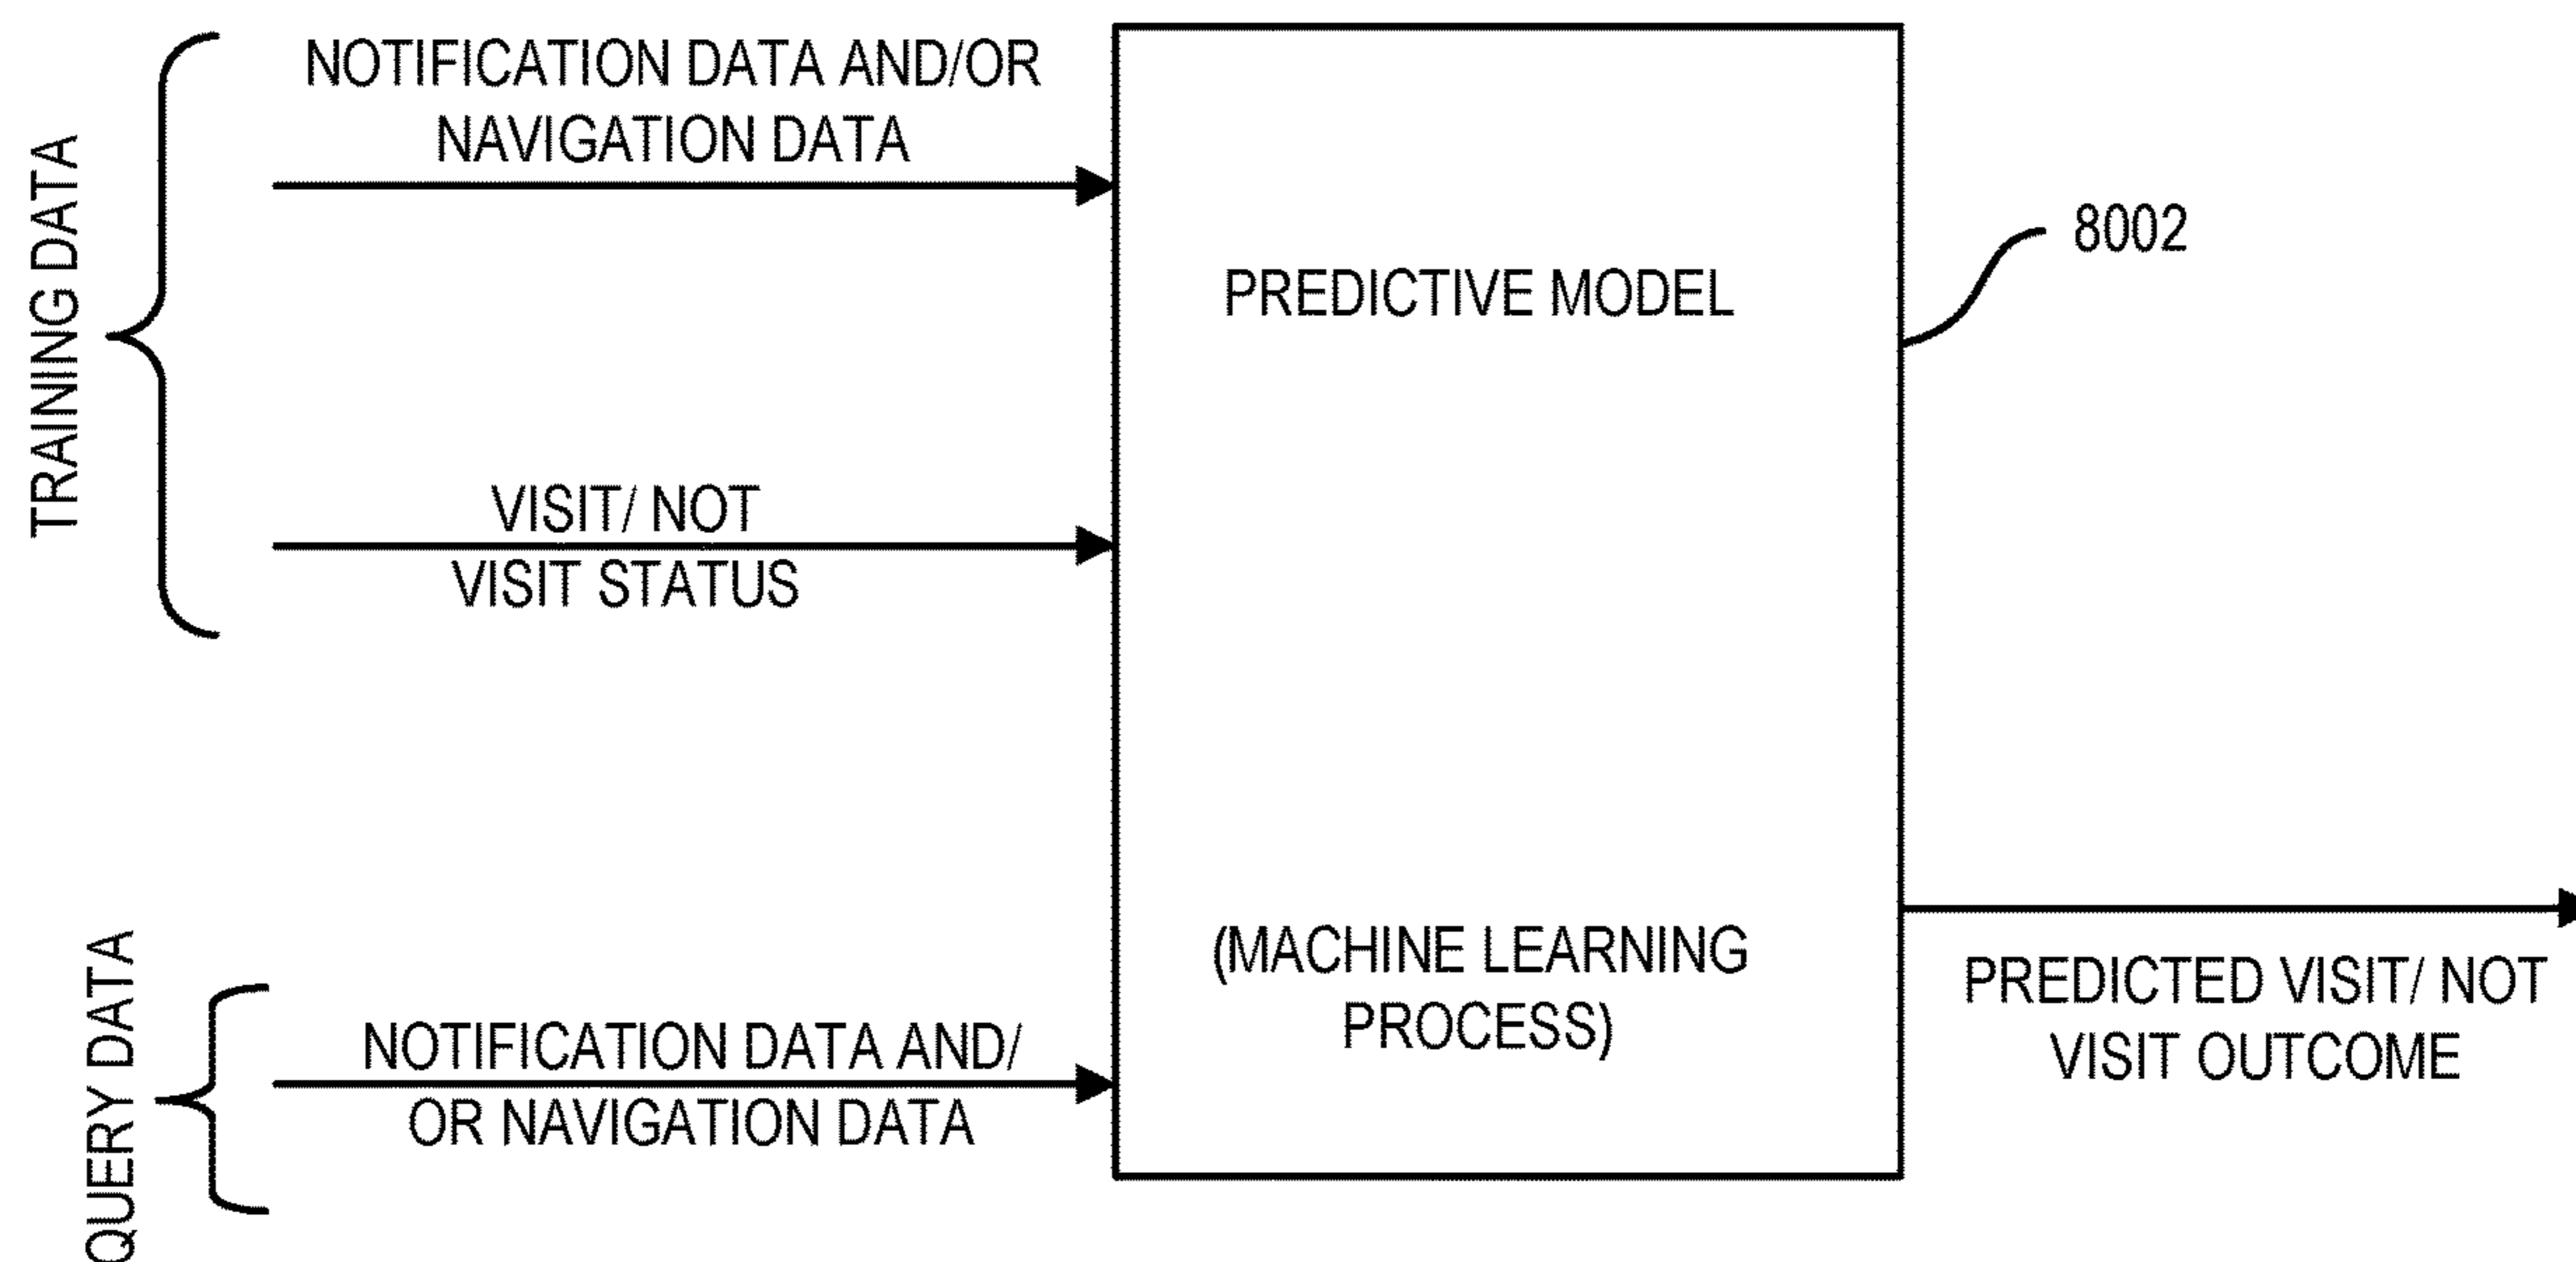 TRAINING DATA
NOTIFICATION DATA AND/OR
NAVIGATION DATA
VISIT/ NOT
VISIT STATUS
PREDICTIVE MODEL
8002
QUERY DATA
NOTIFICATION DATA AND/
OR NAVIGATION DATA
(MACHINE LEARNING
PROCESS)
PREDICTED VISIT/ NOT
VISIT OUTCOME